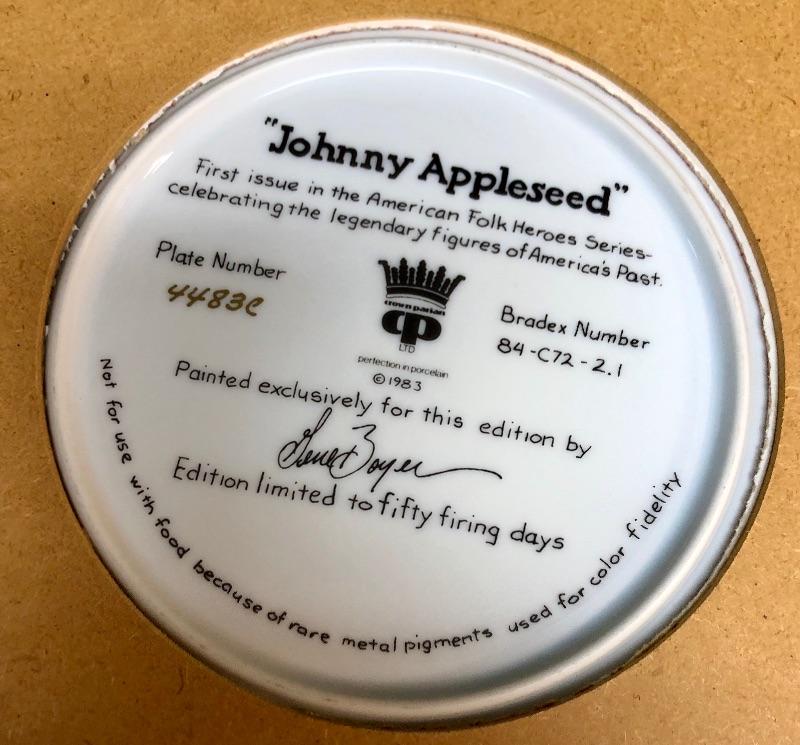 "Johnny Appleseed"
First issue in the American Folk Heroes Series-
celebrating the legendary figures of America's Past.
Plate Number
4483C
crown parian
cp
LTD
perfection in porcelain
©1983
Bradex Number
84-C72-2.1
Painted exclusively for this edition by
Gene Boyer
Edition limited to fifty firing days
Not for use with food because of rare metal pigments used for color fidelity